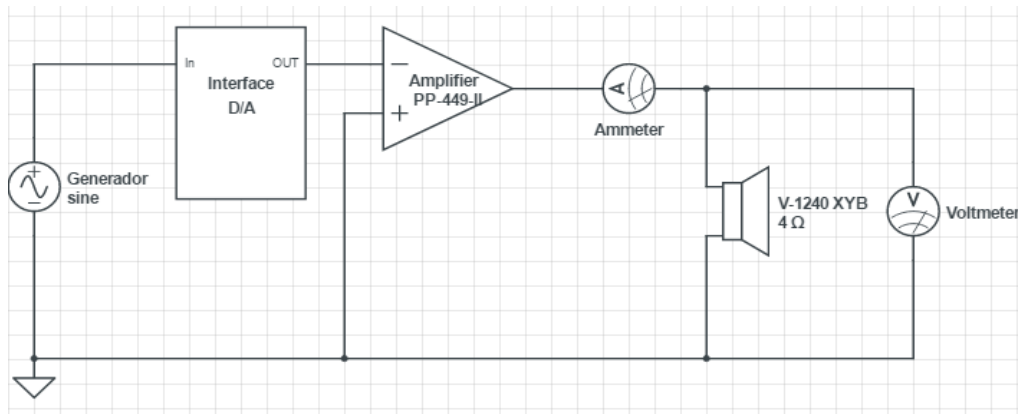 In
OUT
Interface
D/A
Amplifier
PP-449-II
A
Ammeter
Generador
sine
V-1240 XYB
4 Ω
V
Voltmeter